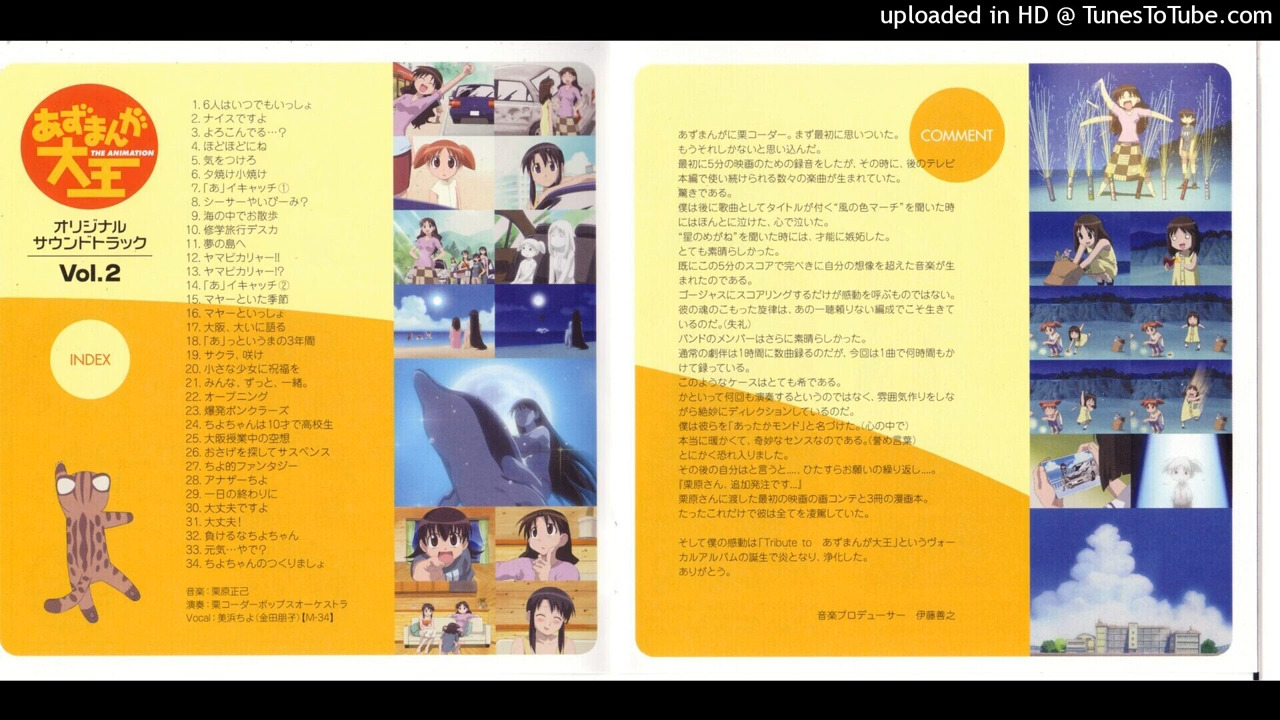 uploaded in HD @ TunesToTube.com
あずまんが
大王
THE ANIMATION
オリジナル
サウンドトラック
Vol.2
INDEX
1. 6人はいつでもいっしょ
2. ナイスですよ
3. よろこんでる…?
4. ほどほどにね
5. 気をつけろ
6. 夕焼け小焼け
7.「あ」イキャッチ①
8. シーサーやいびーみ?
9. 海の中でお散歩
10. 修学旅行デスカ
11. 夢の島へ
12. ヤマピカリャー!!
13. ヤマピカリャー!?
14.「あ」イキャッチ②
15. マヤーといた季節
16. マヤーといっしょ
17. 大阪、大いに語る
18.「あ」っというまの3年間
19. サクラ、咲け
20. 小さな少女に祝福を
21. みんな、ずっと、一緒。
22. オープニング
23. 爆発ボンクラーズ
24. ちよちゃんは10才で高校生
25. 大阪授業中の空想
26. おさげを探してサスペンス
27. ちよ的ファンタジー
28. アナザーちよ
29. 一日の終わりに
30. 大丈夫ですよ
31. 大丈夫!
32. 負けるなちよちゃん
33. 元気…やで?
34. ちよちゃんのつくりましょ
音楽:栗原正己
演奏:栗コーダーポップスオーケストラ
Vocal:美浜ちよ(金田朋子)【M-34】
COMMENT
あずまんがに栗コーダー。まず最初に思いついた。
もうそれしかないと思い込んだ。
最初に5分の映画のための録音をしたが、その時に、後のテレビ
本編で使い続けられる数々の楽曲が生まれていた。
驚きである。
僕は後に歌曲としてタイトルが付く“風の色マーチ”を聞いた時
にはほんとに泣けた、心で泣いた。
“星のめがね”を聞いた時には、才能に嫉妬した。
とても素晴らしかった。
既にこの5分のスコアで完ぺきに自分の想像を超えた音楽が生
まれたのである。
ゴージャスにスコアリングするだけが感動を呼ぶものではない。
彼の魂のこもった旋律は、あの一聴頼りない編成でこそ生きて
いるのだ。(失礼)
バンドのメンバーはさらに素晴らしかった。
通常の劇伴は1時間に数曲録るのだが、今回は1曲で何時間もか
けて録っている。
このようなケースはとても希である。
かといって何回も演奏するというのではなく、雰囲気作りをしな
がら絶妙にディレクションしているのだ。
僕は彼らを「あったかモンド」と名づけた。(心の中で)
本当に暖かくて、奇妙なセンスなのである。(誉め言葉)
とにかく恐れ入りました。
その後の自分はと言うと....、ひたすらお願いの繰り返し....。
『栗原さん、追加発注です...』
栗原さんに渡した最初の映画の画コンテと3冊の漫画本。
たったこれだけで彼は全てを凌駕していた。
そして僕の感動は「Tribute to あずまんが大王」というヴォー
カルアルバムの誕生で炎となり、浄化した。
ありがとう。
音楽プロデューサー 伊藤善之